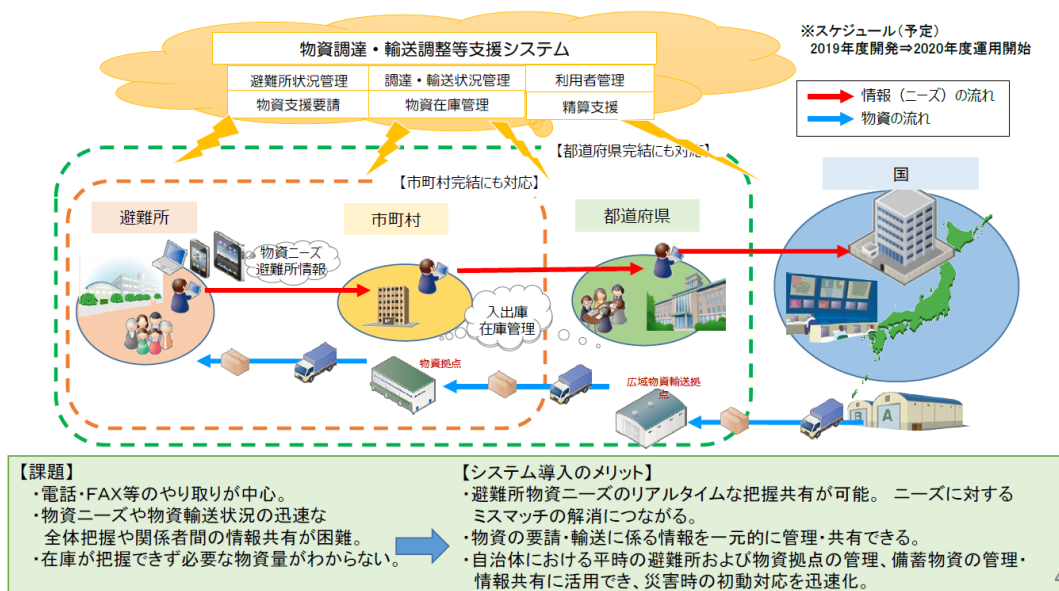 物資調達・輸送調整等支援システム
避難所状況管理
調達・輸送状況管理
利用者管理
物資支援要請
物資在庫管理
精算支援
※スケジュール(予定)
2019年度開発⇒2020年度運用開始
情報(ニーズ)の流れ
物資の流れ
【都道府県完結にも対応】
【市町村完結にも対応】
避難所
市町村
都道府県
国
物資ニーズ
避難所情報
入出庫
在庫管理
物資拠点
広域物資輸送拠
点
B
A
【課題】
・電話・FAX等のやり取りが中心。
・物資ニーズや物資輸送状況の迅速な
全体把握や関係者間の情報共有が困難。
・在庫が把握できず必要な物資量がわからない。
【システム導入のメリット】
・避難所物資ニーズのリアルタイムな把握共有が可能。 ニーズに対する
ミスマッチの解消につながる。
・物資の要請・輸送に係る情報を一元的に管理・共有できる。
・自治体における平時の避難所および物資拠点の管理、備蓄物資の管理・
情報共有に活用でき、災害時の初動対応を迅速化。